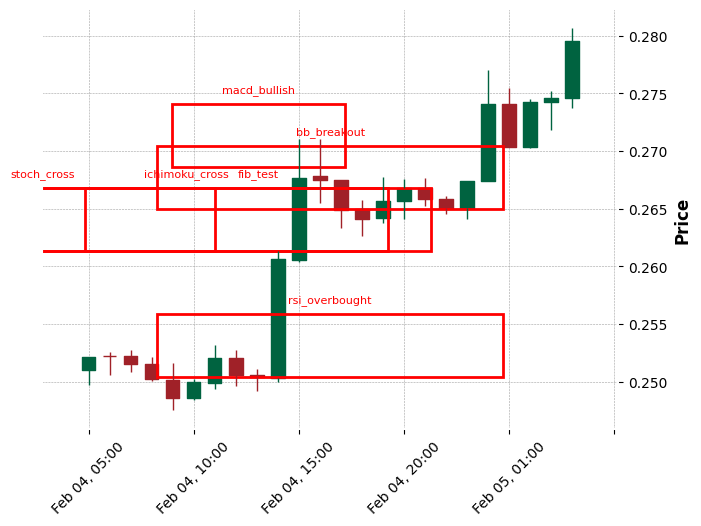 macd_bullish
bb_breakout
stoch_cross
ichimoku_cross
fib_test
rsi_overbought
0.280
0.275
0.270
0.265
0.260
0.255
0.250
Price
Feb 04, 05:00
Feb 04, 10:00
Feb 04, 15:00
Feb 04, 20:00
Feb 05, 01:00